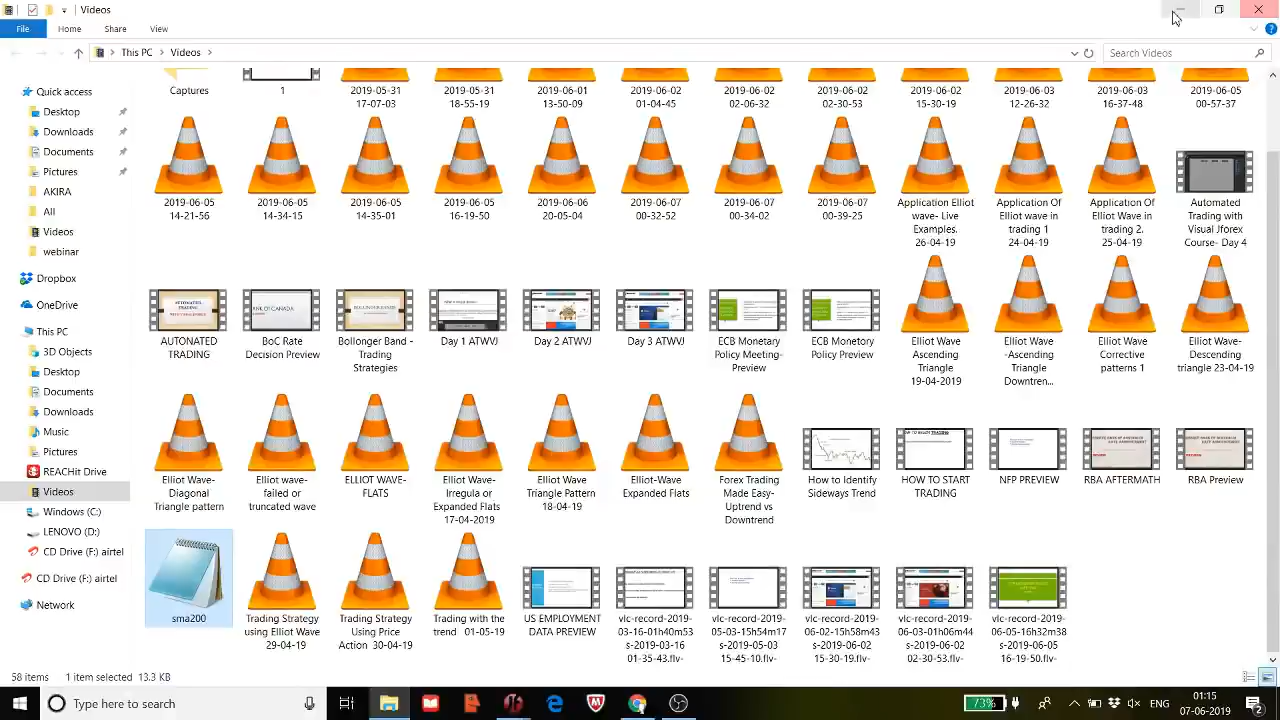 Videos
File Home Share View
This PC > Videos >
Search Videos
Quick access
Desktop
Downloads
Documents
Pictures
AKIRA
All
Videos
webinar
Dropbox
OneDrive
This PC
3D Objects
Desktop
Documents
Downloads
Music
Pictures
REACHit Drive
Videos
Windows (C:)
LENOVO (D:)
CD Drive (F:) airtel
CD Drive (F:) airtel
Network
Captures
1
2019-05-31
17-07-03
2019-05-31
18-55-19
2019-06-01
13-50-09
2019-06-02
01-04-45
2019-06-02
02-06-32
2019-06-02
02-30-53
2019-06-02
15-30-19
2019-06-03
12-26-32
2019-06-03
16-37-48
2019-06-05
00-57-37
2019-06-05
14-21-56
2019-06-05
14-34-15
2019-06-05
14-35-01
2019-06-05
16-19-50
2019-06-06
20-05-04
2019-06-07
00-32-52
2019-06-07
00-34-02
2019-06-07
00-39-25
Application Elliot
wave- Live
Examples.
26-04-19
Application Of
Elliot wave in
trading 1
24-04-19
Application Of
Elliot Wave in
trading 2.
25-04-19
Automated
Trading with
Visual Jforex
Course- Day 4
AUTONATED
TRADING
BoC Rate
Decision Preview
Bollonger Band -
Trading
Strategies
Day 1 ATWVJ
Day 2 ATWVJ
Day 3 ATWVJ
ECB Monetary
Policy Meeting-
Preview
ECB Monetary
Policy Preview
Elliot Wave
Ascending
Triangle
19-04-2019
Elliot Wave
-Ascending
Triangle
Downtren...
Elliot Wave
Corrective
patterns 1
Elliot Wave-
Descending
triangle 23-04-19
Elliot Wave-
Diagonal
Triangle pattern
Elliot wave-
failed or
truncated wave
ELLIOT WAVE-
FLATS
Elliot Wave-
Irregula or
Expanded Flats
17-04-2019
Elliot Wave
Triangle Pattern
18-04-19
Elliot-Wave
Expanded Flats
Forex Trading
Made Easy-
Uptrend vs
Downtrend
How to Identify
Sideways Trend
HOW TO START
TRADING
NFP PREVIEW
RBA AFTERMATH
RBA Preview
sma200
Trading Strategy
using Elliot Wave
29-04-19
Trading Strategy
Using Price
Action 30-04-19
Trading with the
trend 01-05-19
US EMPLOYMENT
DATA PREVIEW
vlc-record-2019-
03-16-01h40m53
s-2019-03-16
01-35-43.flv-
vlc-record-2019-
05-03-15h54m17
s-2019-05-03
15-45-10.flv-
vlc-record-2019-
06-02-15h58m43
s-2019-06-02
15-30-19.flv-
vlc-record-2019-
06-03-01h06m44
s-2019-06-02
02-30-53.flv-
vlc-record-2019-
06-05-16h32m38
s-2019-06-05
16-19-50.flv-
58 items 1 item selected 13.3 KB
Type here to search
73%
ENG
01:15
07-06-2019
2